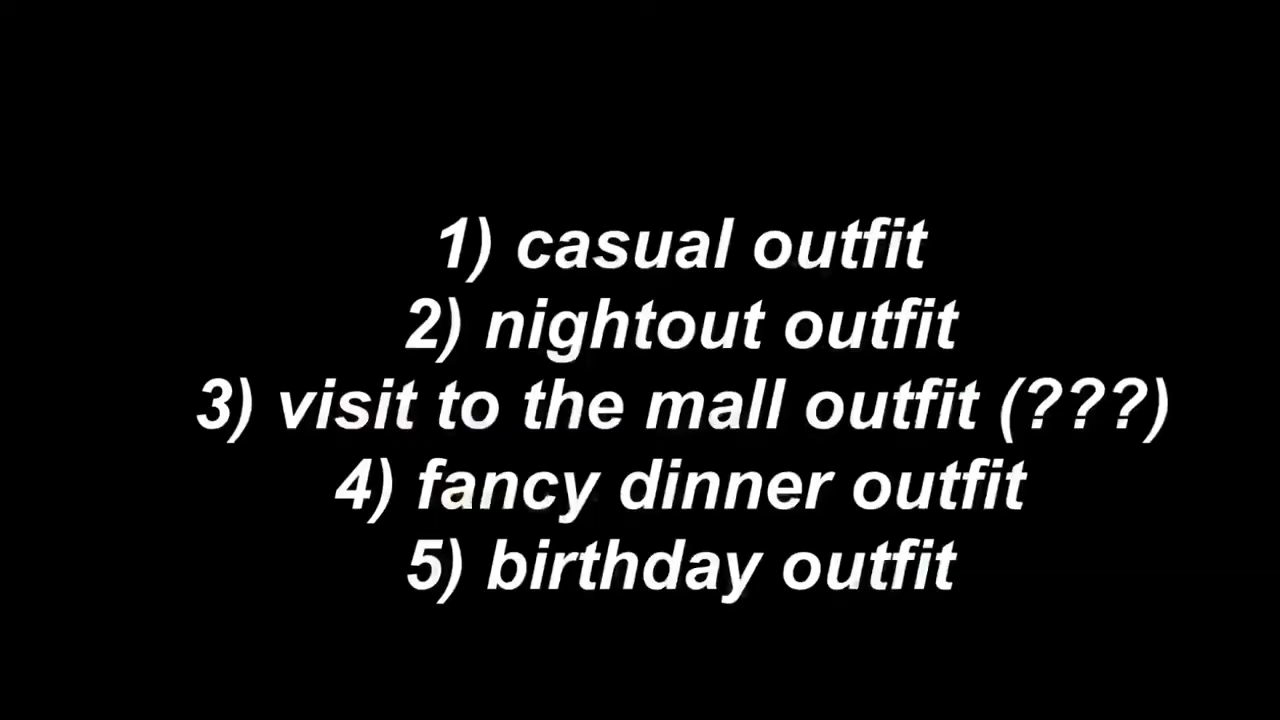 1) casual outfit
2) nightout outfit
3) visit to the mall outfit (???)
4) fancy dinner outfit
5) birthday outfit